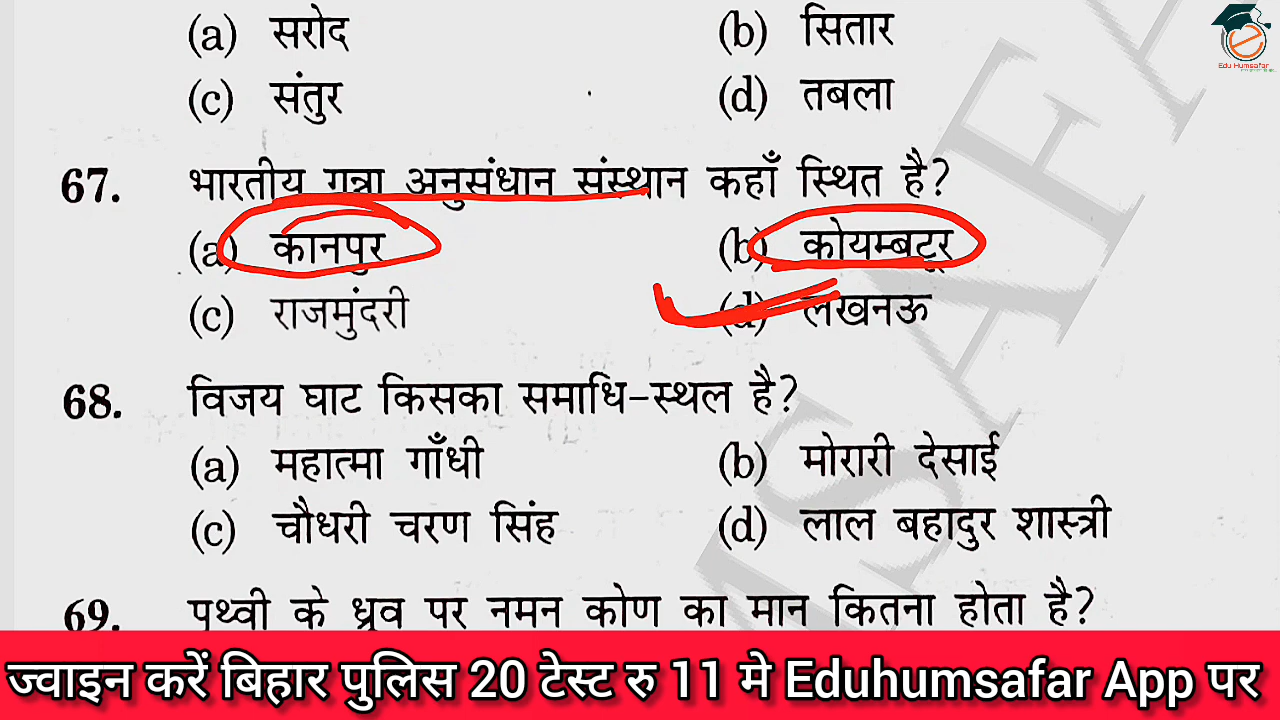 (a) सरोद (b) सितार
(c) संतुर (d) तबला
67. भारतीय गन्ना अनुसंधान संस्थान कहाँ स्थित है?
(a) कानपुर (b) कोयम्बटूर
(c) राजमुंदरी (d) लखनऊ
68. विजय घाट किसका समाधि-स्थल है?
(a) महात्मा गाँधी (b) मोरारी देसाई
(c) चौधरी चरण सिंह (d) लाल बहादुर शास्त्री
69. पृथ्वी के ध्रुव पर नमन कोण का मान कितना होता है?
ज्वाइन करें बिहार पुलिस 20 टेस्ट रु 11 मे Eduhumsafar App पर
Edu Humsafar